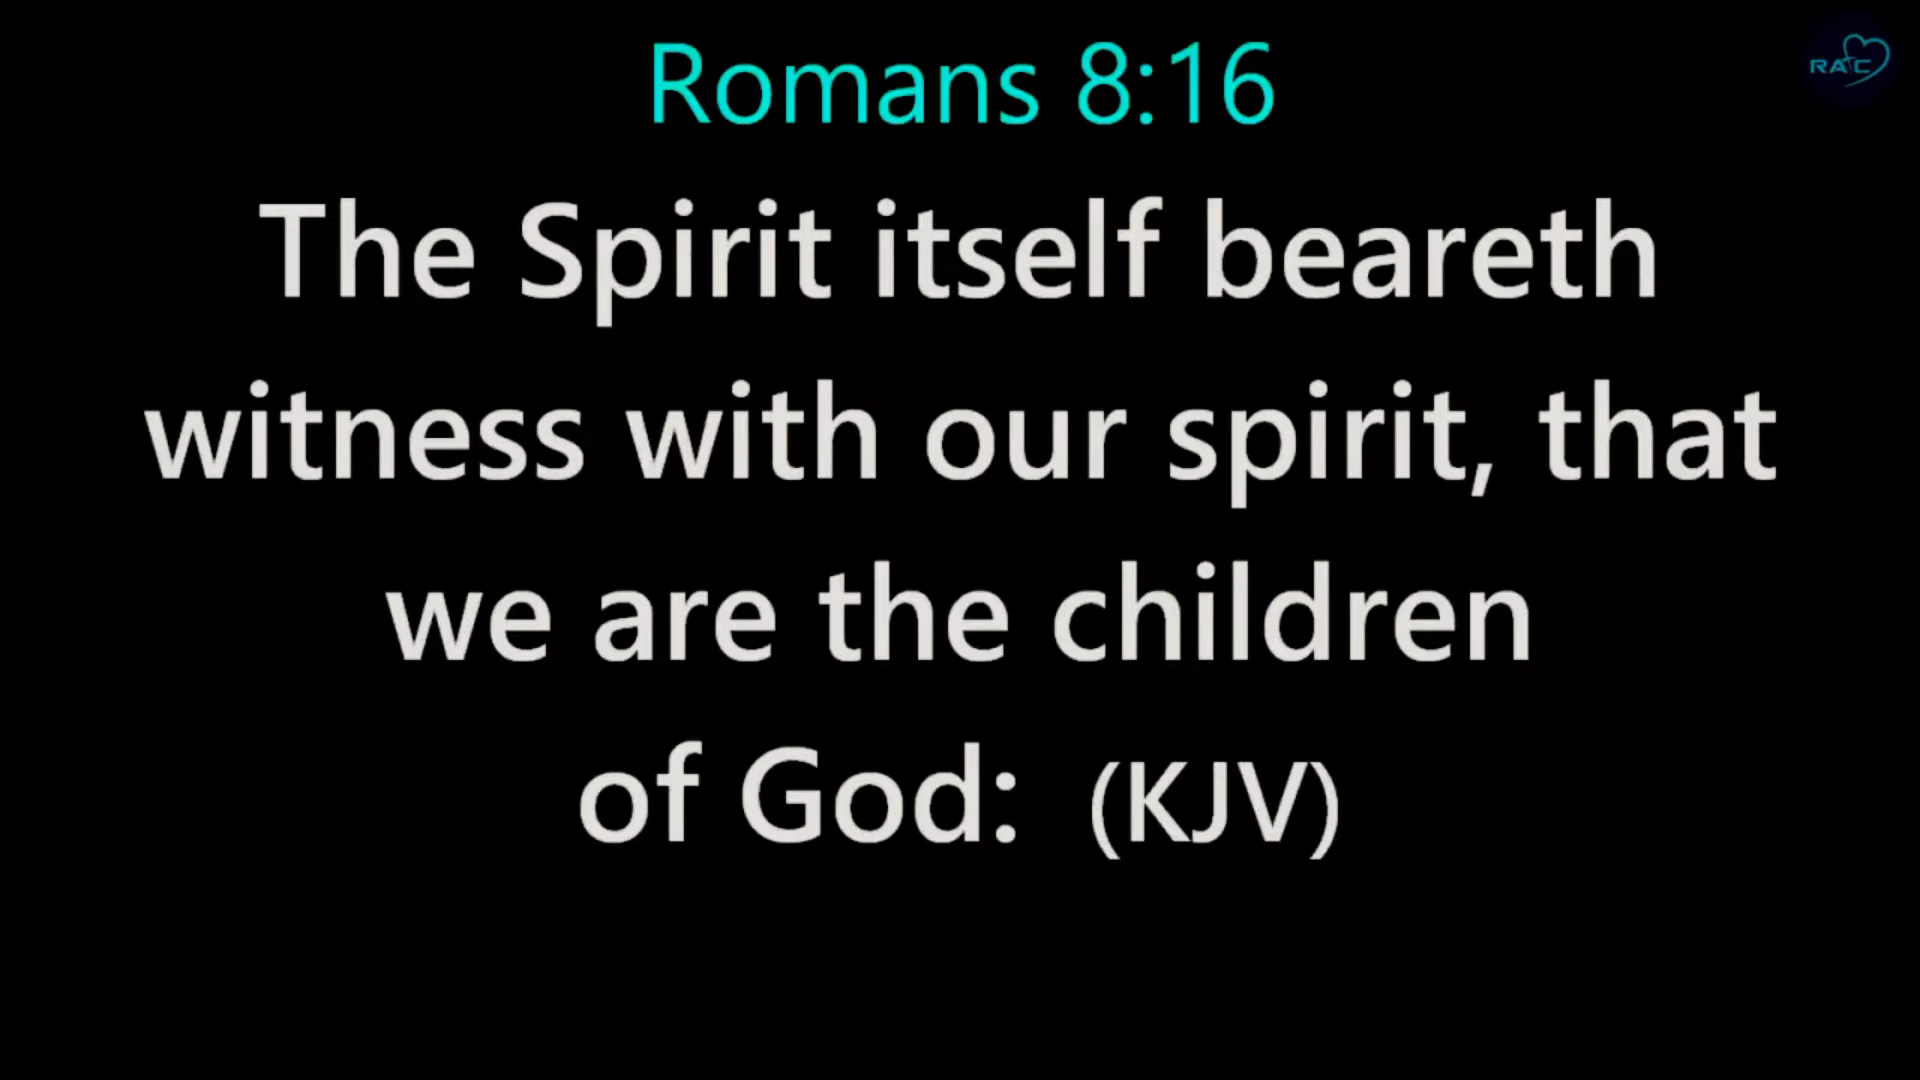 Romans 8:16
RAC
The Spirit itself beareth
witness with our spirit, that
we are the children
of God: (KJV)